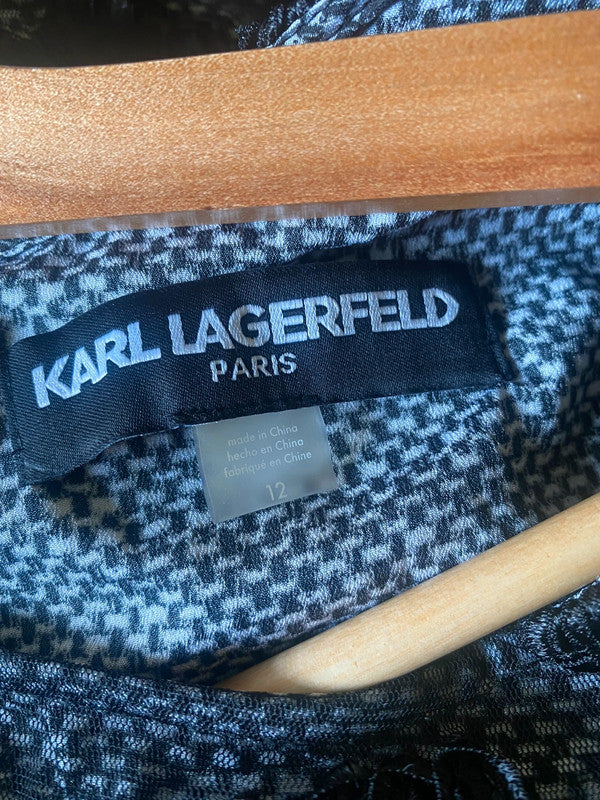 KARL LAGERFELD
PARIS
made in China
hecho en China
fabriqué en Chine
12